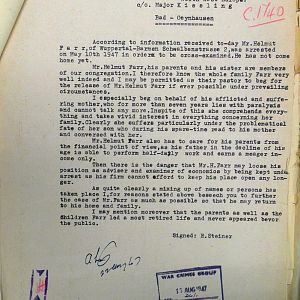 c/o. Major K i e s l i n g
Bad - Oeynhausen
C.1740
According to information received to-day Mr.Helmut
F a r r, of Wuppertal-Barmen Schnellenstrasse 2, was arrested
on May 10th 1947 in order to be cross-examined. He has not come
home yet.
Mr.Helmut Farr, his parents and his sister are members
of our congregation. I therefore know the whole family Farr very
well indeed and I may be permitted as their pastor to beg for
the release of Mr.Helmut Farr if ever possible under prevailing
circumstances.
I especially beg on behalf of his afflicted and suffe-
ring mother, who for more than seven years lies with paralysis
and cannot talk any more. Inspite of that she comprehends every-
thing and takes vivid interest in everything concerning her
family. Clearly she suffers particularly under the problematical
fate of her son who during his spare-time read to his mother
and conversed with her.
Mr.Helmut Farr also has to care for his parents from
the financial point of view, as his father in the decline of his
age is able to perform half-daily work and earns a meager in-
come only.
Then there is the danger that Mr.H.Farr may loose his
position as adviser and examiner of economics by being kept under
arrest as his firm cannot afford to keep his place open any lon-
ger.
As quite clearly a mixing up of names or persons has
taken place I, for reasons stated above beseech you to further
the case of Mr.Farr as much as possible so that he may return
to his home and family.
I may mention moreover that the parents as well as the
children Farr led a most retired life and never appeared bevor
the public.
Signed: H.Steiner
WAR CRIMES GROUP
11 AUG 1947